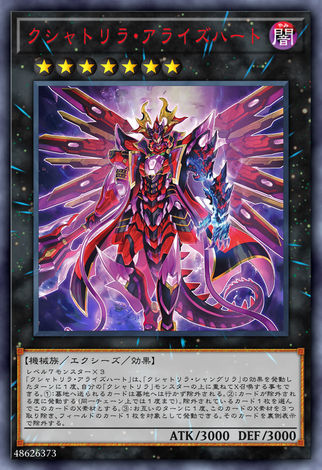 クシャトリラ・アライズハート
やみ
闇
【機械族／エクシーズ／効果】
レベル7モンスター×3
「クシャトリラ・アライズハート」は、「クシャトリラ・シャングリラ」の効果を発動し
たターンに1度、自分の「クシャトリラ」モンスターの上に重ねてX召喚する事もで
きる。①：墓地へ送られるカードは墓地へは行かず除外される。②：カードが除外され
る度に発動する(同一チェーン上では1度まで)。除外されているカード1枚を選ん
でこのカードのX素材とする。③：お互いのターンに1度、このカードのX素材を3つ
取り除き、フィールドのカード1枚を対象として発動できる。そのカードを裏側表示
で除外する。
ATK/3000 DEF/3000
48626373